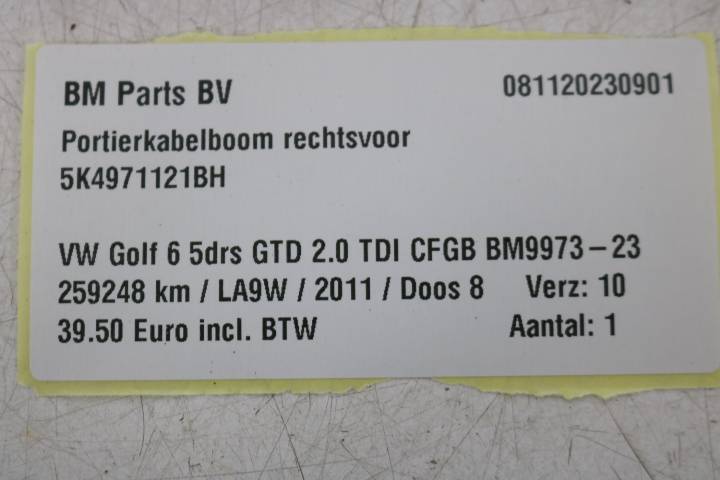 BM Parts BV 081120230901
Portierkabelboom rechtsvoor
5K4971121BH
VW Golf 6 5drs GTD 2.0 TDI CFGB BM9973-23
259248 km / LA9W / 2011 / Doos 8 Verz: 10
39.50 Euro incl. BTW Aantal: 1